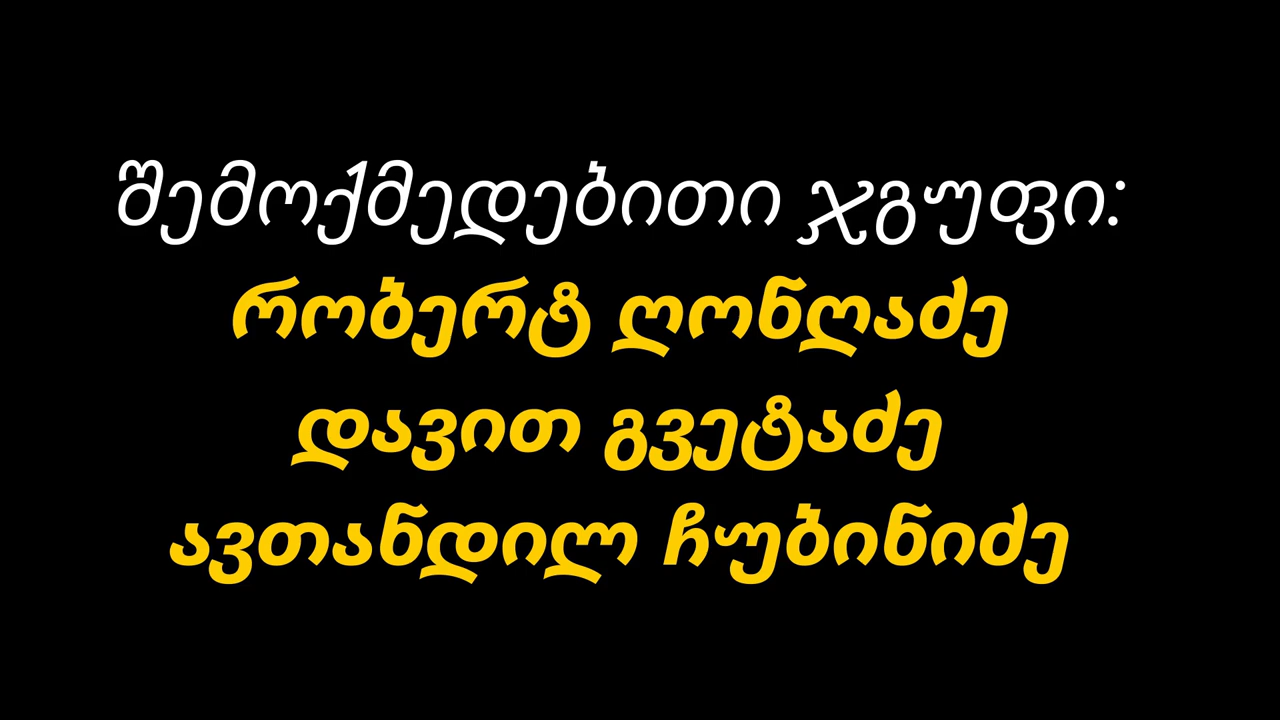 შემოქმედებითი ჯგუფი:
რობერტ ღონღაძე
დავით გვეტაძე
ავთანდილ ჩუბინიძე